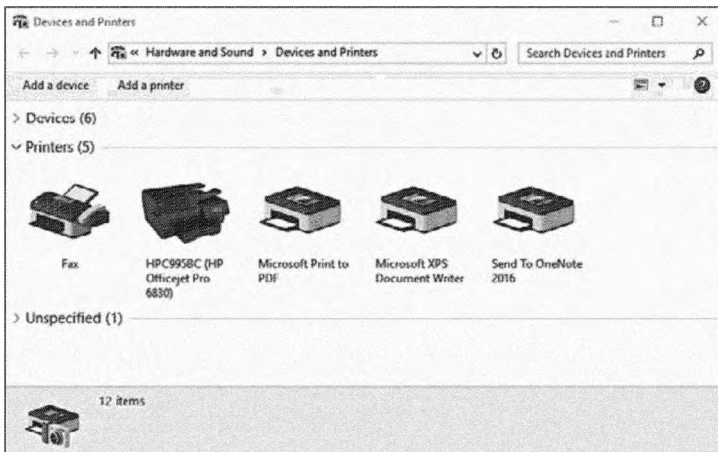 Devices and Printers
« Hardware and Sound > Devices and Printers
Search Devices and Printers
Add a device Add a printer
> Devices (6)
Printers (5)
Fax
HPC9958C (HP
Officejet Pro
6830)
Microsoft Print to
PDF
Microsoft XPS
Document Writer
Send To OneNote
2016
> Unspecified (1)
12 items